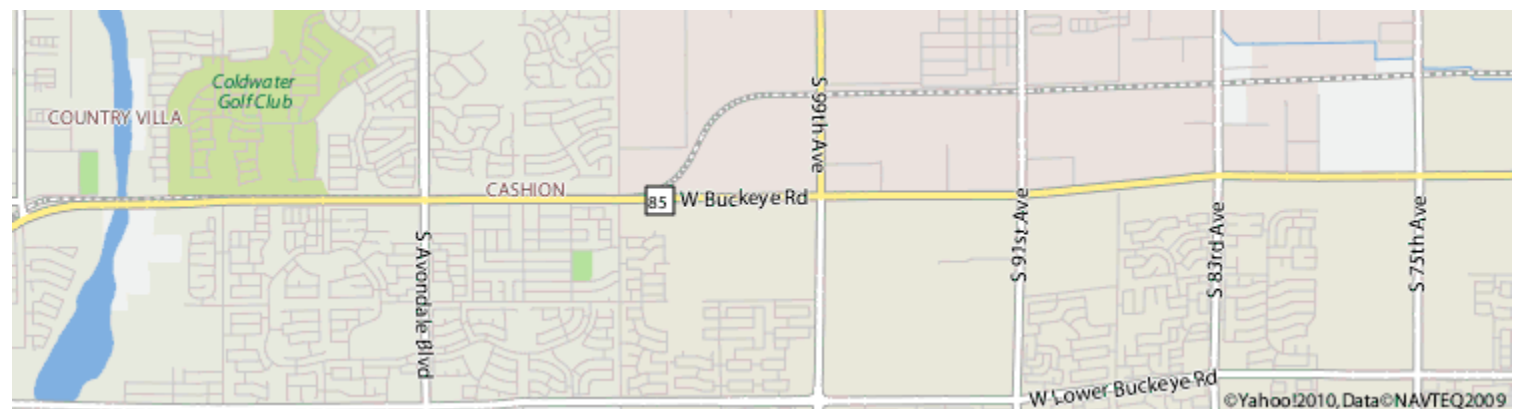 Coldwater
Golf Club
COUNTRY VILLA
S 99th Ave
CASHION
85
W Buckeye Rd
S Avondale Blvd
S 91st Ave
S 83rd Ave
S 75th Ave
W Lower Buckeye Rd
©Yahoo!2010, Data©NAVTEQ2009